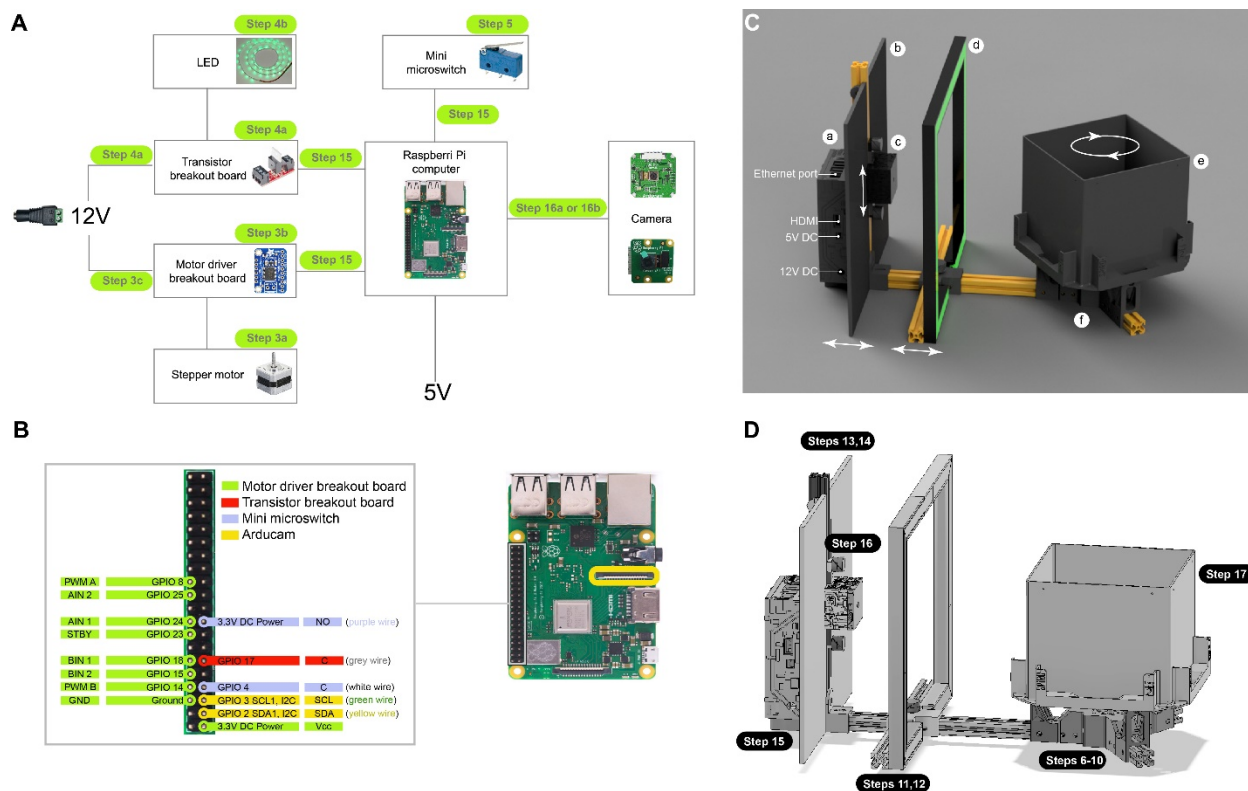 A
Step 4b
LED
Step 5
Mini
microswitch
Step 4a
Step 4a
Transistor
breakout board
Step 15
Step 15
Raspberri Pi
computer
Step 16a or 16b
Camera
12V
Step 3b
Step 3c
Motor driver
breakout board
Step 15
Step 3a
Stepper motor
5V
B
Motor driver breakout board
Transistor breakout board
Mini microswitch
Arducam
PWM A GPIO 8
AIN 2 GPIO 25
AIN 1 GPIO 24 3.3V DC Power NO (purple wire)
STBY GPIO 23
BIN 1 GPIO 18 GPIO 17 C (grey wire)
BIN 2 GPIO 15
PWM B GPIO 14 GPIO 4 C (white wire)
GND Ground GPIO 3 SCL1, I2C SCL (green wire)
GPIO 2 SDA1, I2C SDA (yellow wire)
3.3V DC Power Vcc
HDMI
C
a
b
c
d
e
f
Ethernet port
HDMI
5V DC
12V DC
D
Steps 13,14
Step 16
Step 17
Step 15
Steps 11,12
Steps 6-10